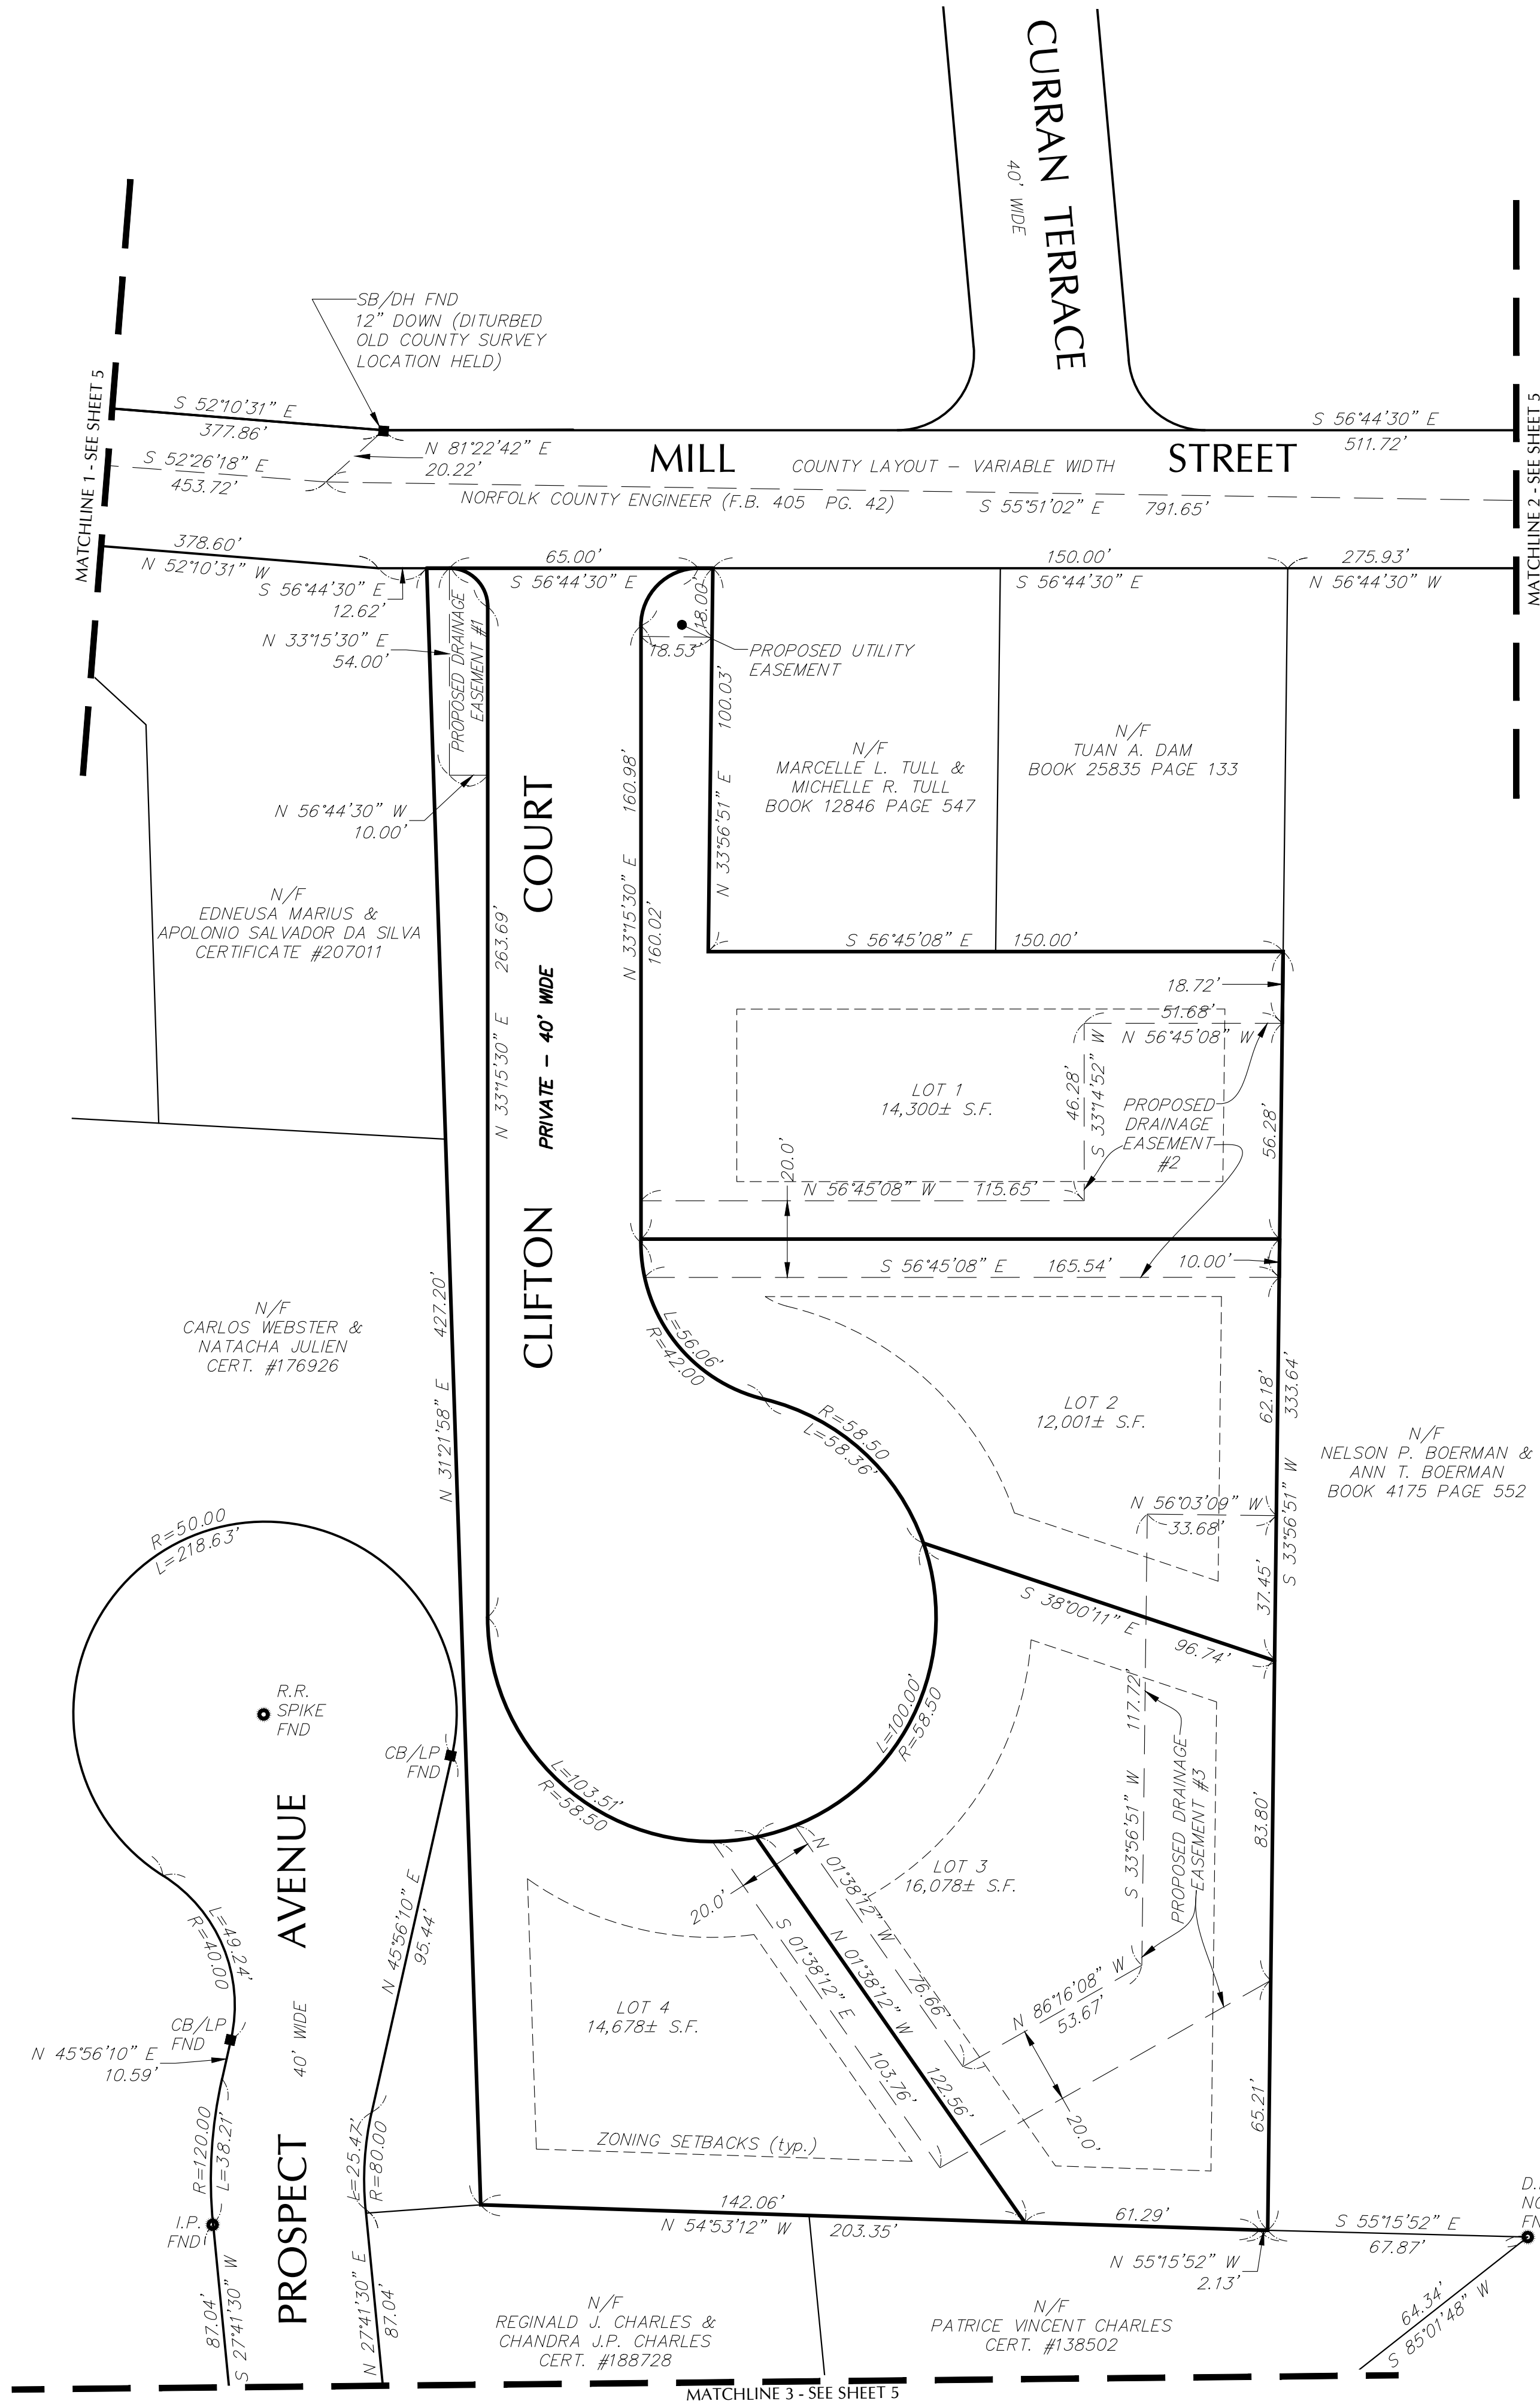 CURRAN TERRACE
40' WIDE
SB/DH FND
12" DOWN (DITURBED
OLD COUNTY SURVEY
LOCATION HELD)
MATCHLINE 1 - SEE SHEET 5
MATCHLINE 2 - SEE SHEET 5
S 52°10'31" E
377.86'
N 81°22'42" E
20.22'
S 52°26'18" E
453.72'
MILL STREET
COUNTY LAYOUT - VARIABLE WIDTH
S 56°44'30" E
511.72'
NORFOLK COUNTY ENGINEER (F.B. 405 PG. 42)
S 55°51'02" E 791.65'
378.60'
N 52°10'31" W
S 56°44'30" E
12.62'
65.00'
S 56°44'30" E
150.00'
S 56°44'30" E
275.93'
N 56°44'30" W
N 33°15'30" E
54.00'
PROPOSED DRAINAGE
EASEMENT #1
18.00'
18.53'
PROPOSED UTILITY
EASEMENT
N 56°44'30" W
10.00'
N 33°56'51" E 100.03'
N/F
MARCELLE L. TULL &
MICHELLE R. TULL
BOOK 12846 PAGE 547
N/F
TUAN A. DAM
BOOK 25835 PAGE 133
N/F
EDNEUSA MARIUS &
APOLONIO SALVADOR DA SILVA
CERTIFICATE #207011
N 33°15'30" E 263.69'
CLIFTON COURT
PRIVATE - 40' WIDE
N 33°15'30" E 160.98'
160.02'
S 56°45'08" E 150.00'
18.72'
51.68'
N 56°45'08" W
46.28'
S 33°14'52" W
LOT 1
14,300± S.F.
PROPOSED
DRAINAGE
EASEMENT
#2
56.28'
20.0'
N 56°45'08" W 115.65'
S 56°45'08" E 165.54'
10.00'
N/F
CARLOS WEBSTER &
NATACHA JULIEN
CERT. #176926
N 31°21'58" E 427.20'
L=56.06'
R=42.00
R=58.50
L=58.36'
LOT 2
12,001± S.F.
62.18'
S 33°56'51" W 333.64'
N/F
NELSON P. BOERMAN &
ANN T. BOERMAN
BOOK 4175 PAGE 552
N 56°03'09" W
33.68'
37.45'
S 38°00'11" E 96.74'
R=50.00
L=218.63'
R.R.
SPIKE
FND
CB/LP
FND
L=100.00'
R=58.50
L=103.51'
R=58.50
S 33°56'51" W 117.72'
PROPOSED DRAINAGE
EASEMENT #3
83.80'
LOT 3
16,078± S.F.
N 01°38'12" W 76.66'
20.0'
S 01°38'12" E 103.76'
N 01°38'12" W 122.56'
N 86°16'08" W
53.67'
20.0'
65.21'
LOT 4
14,678± S.F.
ZONING SETBACKS (typ.)
PROSPECT AVENUE
40' WIDE
N 45°56'10" E
95.44'
L=49.24'
R=40.00
CB/LP
FND
N 45°56'10" E
10.59'
R=120.00
L=38.21'
L=25.47'
R=80.00
I.P.
FND
87.04'
S 27°41'30" W
N 27°41'30" E
87.04'
142.06'
N 54°53'12" W 203.35'
61.29'
N 55°15'52" W
2.13'
S 55°15'52" E
67.87'
64.34'
S 85°01'48" W
N/F
REGINALD J. CHARLES &
CHANDRA J.P. CHARLES
CERT. #188728
N/F
PATRICE VINCENT CHARLES
CERT. #138502
MATCHLINE 3 - SEE SHEET 5